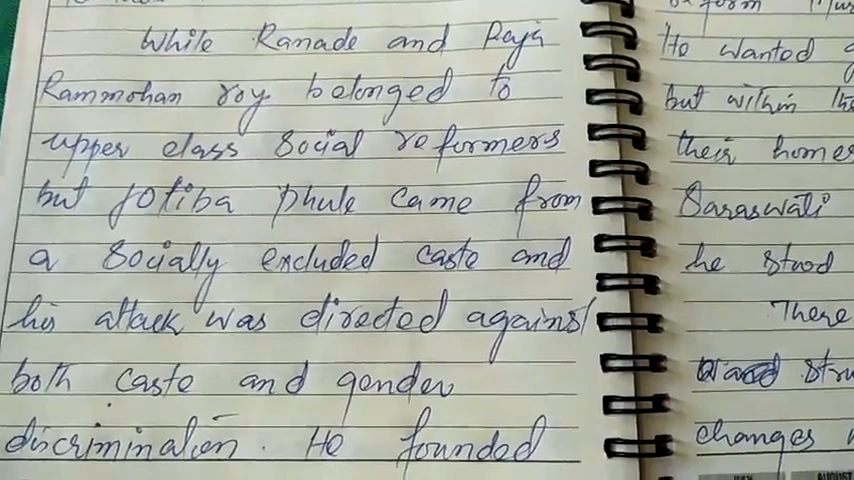 While Ranade and Raja
Rammohan roy belonged to
upper class social reformers
but Jotiba phule came from
a socially excluded caste and
his attack was directed against
both caste and gender
discrimination. He founded
He wanted
but within
their homes
Saraswati
he stood
There
changes